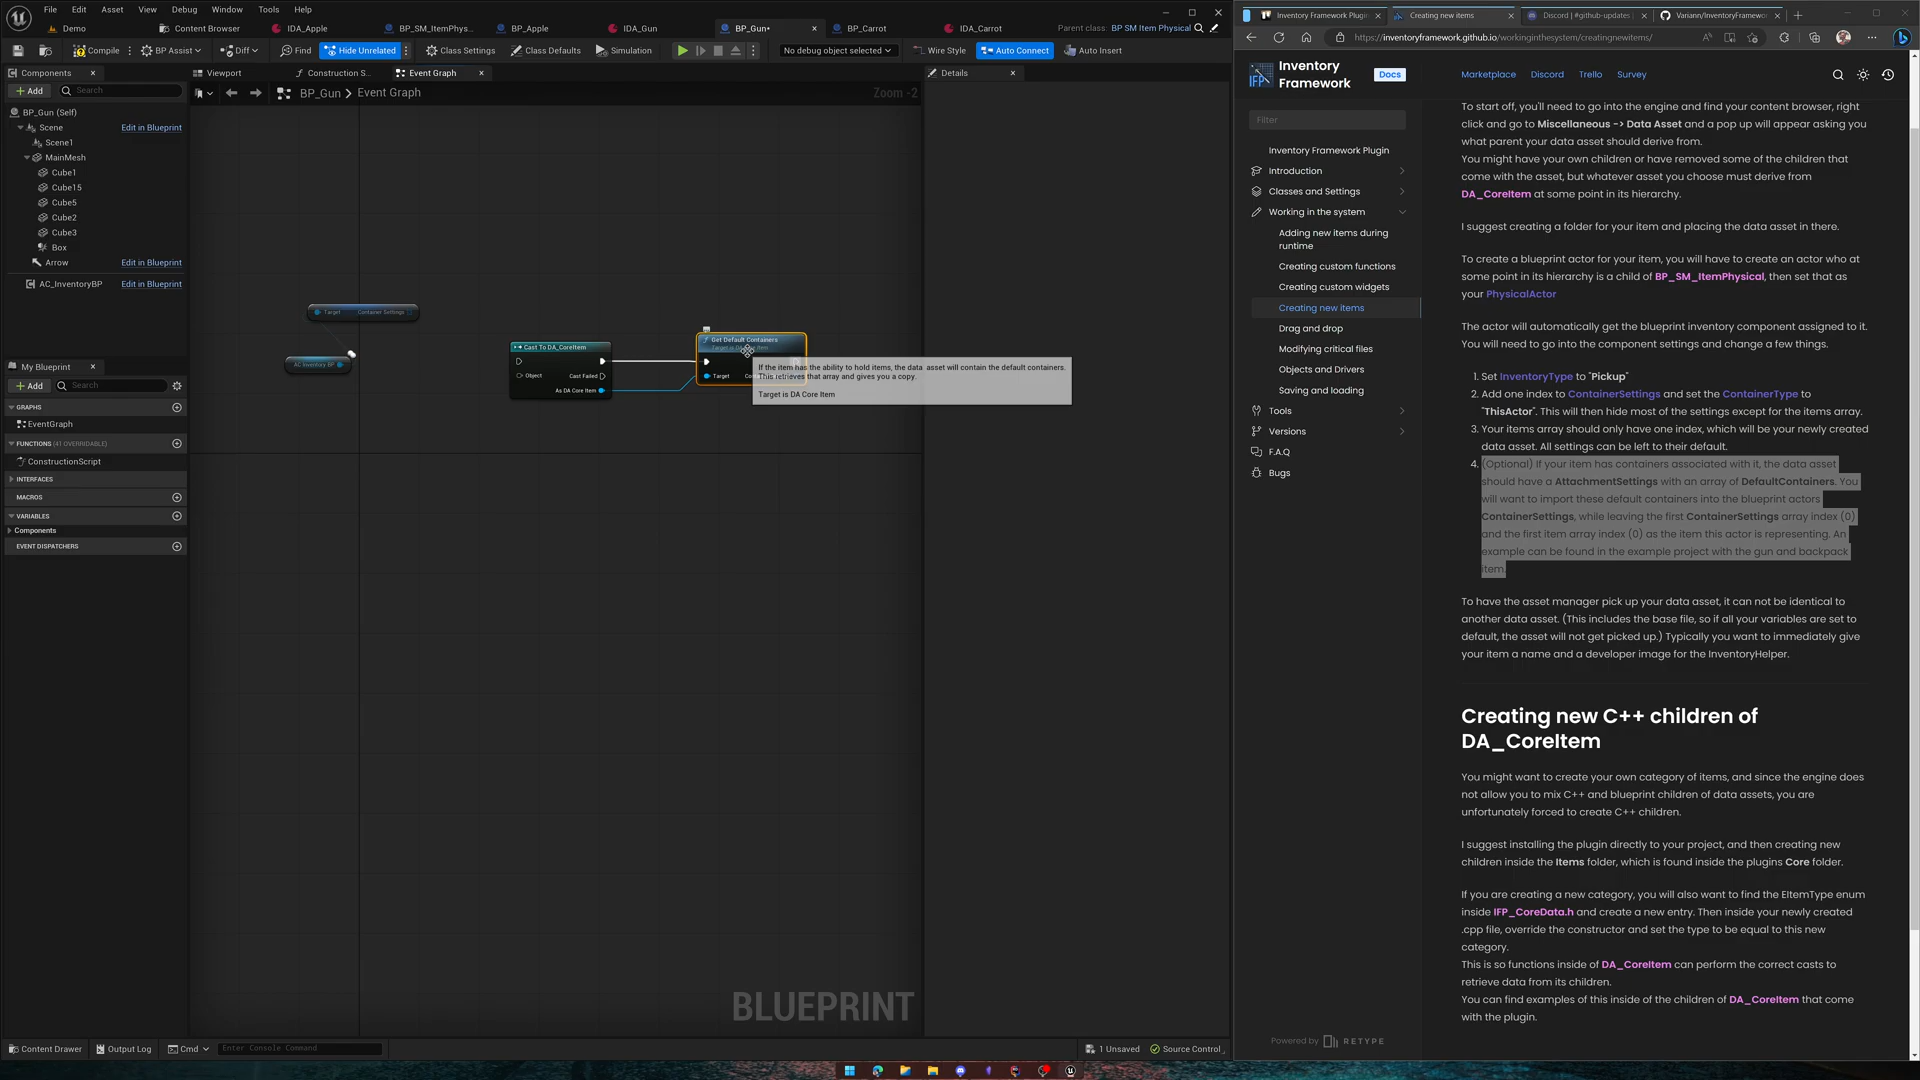 File Edit Asset View Debug Window Tools Help
Demo Content Browser IDA_Apple BP_SM_ItemPhys... BP_Apple IDA_Gun BP_Gun• BP_Carrot IDA_Carrot Parent class: BP SM Item Physical
Compile BP Assist Diff Find Hide Unrelated Class Settings Class Defaults Simulation No debug object selected Wire Style Auto Connect Auto Insert
Components
Add Search
BP_Gun (Self)
Scene Edit in Blueprint
Scene1
MainMesh
Cube1
Cube15
Cube5
Cube2
Cube3
Box
Arrow Edit in Blueprint
AC_InventoryBP Edit in Blueprint
My Blueprint
Add Search
GRAPHS
EventGraph
FUNCTIONS (41 OVERRIDABLE)
ConstructionScript
INTERFACES
MACROS
VARIABLES
Components
EVENT DISPATCHERS
Viewport Construction S... Event Graph
BP_Gun > Event Graph Zoom -2
Target Container Settings
AC Inventory BP
Cast To DA_CoreItem
Object Cast Failed
As DA Core Item
Get Default Containers
Target is DA Core Item
Target
If the item has the ability to hold items, the data asset will contain the default containers.
This retrieves that array and gives you a copy.
Target is DA Core Item
BLUEPRINT
Details
Content Drawer Output Log Cmd Enter Console Command 1 Unsaved Source Control
Inventory Framework Plugin Creating new items Discord | #github-updates Variann/InventoryFramewo
https://inventoryframework.github.io/workinginthesystem/creatingnewitems/
IFP Inventory Framework Docs Marketplace Discord Trello Survey
Filter
Inventory Framework Plugin
Introduction
Classes and Settings
Working in the system
Adding new items during
runtime
Creating custom functions
Creating custom widgets
Creating new items
Drag and drop
Modifying critical files
Objects and Drivers
Saving and loading
Tools
Versions
F.A.Q
Bugs
Powered by RETYPE
To start off, you'll need to go into the engine and find your content browser, right
click and go to Miscellaneous -> Data Asset and a pop up will appear asking you
what parent your data asset should derive from.
You might have your own children or have removed some of the children that
come with the asset, but whatever asset you choose must derive from
DA_CoreItem at some point in its hierarchy.
I suggest creating a folder for your item and placing the data asset in there.
To create a blueprint actor for your item, you will have to create an actor who at
some point in its hierarchy is a child of BP_SM_ItemPhysical, then set that as
your PhysicalActor
The actor will automatically get the blueprint inventory component assigned to it.
You will need to go into the component settings and change a few things.
1. Set InventoryType to "Pickup"
2. Add one index to ContainerSettings and set the ContainerType to
"ThisActor". This will then hide most of the settings except for the items array.
3. Your items array should only have one index, which will be your newly created
data asset. All settings can be left to their default.
4. (Optional) If your item has containers associated with it, the data asset
should have a AttachmentSettings with an array of DefaultContainers. You
will want to import these default containers into the blueprint actors
ContainerSettings, while leaving the first ContainerSettings array index (0)
and the first item array index (0) as the item this actor is representing. An
example can be found in the example project with the gun and backpack
item.
To have the asset manager pick up your data asset, it can not be identical to
another data asset. (This includes the base file, so if all your variables are set to
default, the asset will not get picked up.) Typically you want to immediately give
your item a name and a developer image for the InventoryHelper.
Creating new C++ children of
DA_CoreItem
You might want to create your own category of items, and since the engine does
not allow you to mix C++ and blueprint children of data assets, you are
unfortunately forced to create C++ children.
I suggest installing the plugin directly to your project, and then creating new
children inside the Items folder, which is found inside the plugins Core folder.
If you are creating a new category, you will also want to find the EItemType enum
inside IFP_CoreData.h and create a new entry. Then inside your newly created
.cpp file, override the constructor and set the type to be equal to this new
category.
This is so functions inside of DA_CoreItem can perform the correct casts to
retrieve data from its children.
You can find examples of this inside of the children of DA_CoreItem that come
with the plugin.